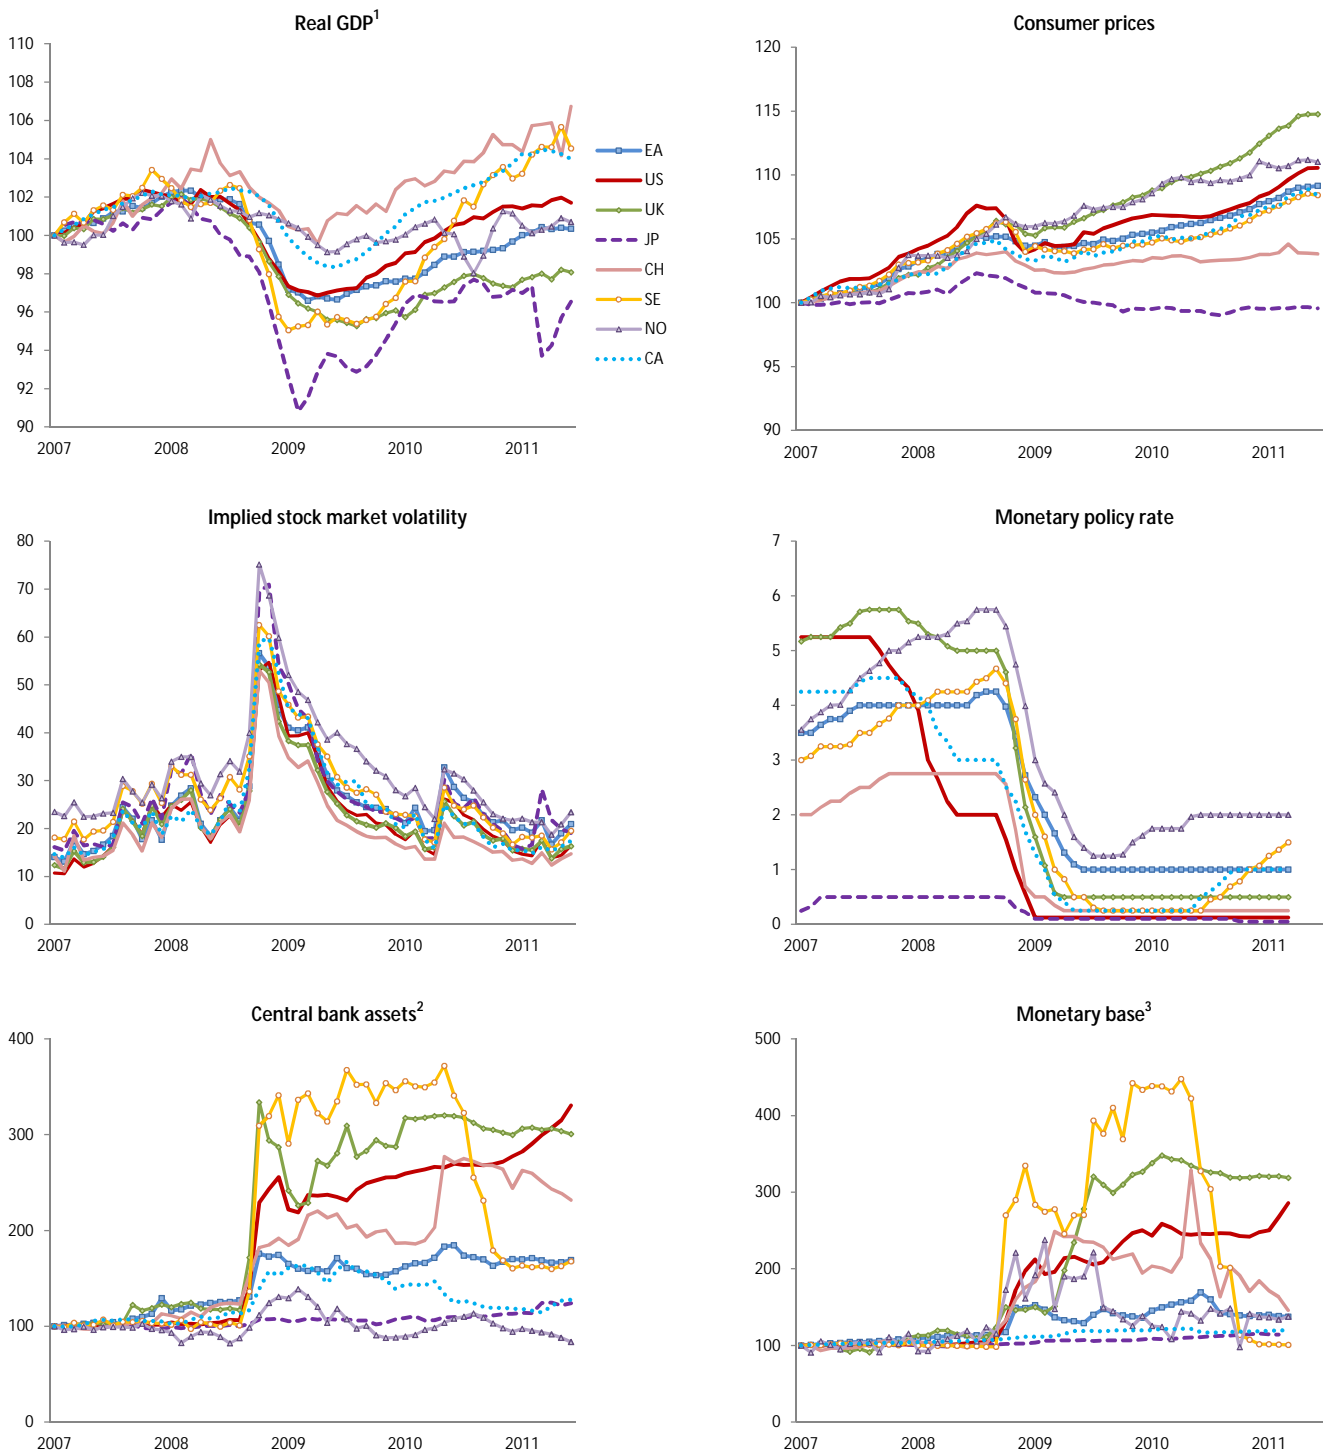 Real GDP1
110
108
106
104
102
100
98
96
94
92
90
2007 2008 2009 2010 2011
EA
US
UK
JP
CH
SE
NO
CA
Consumer prices
120
115
110
105
100
95
90
2007 2008 2009 2010 2011
Implied stock market volatility
80
70
60
50
40
30
20
10
0
2007 2008 2009 2010 2011
Monetary policy rate
7
6
5
4
3
2
1
0
2007 2008 2009 2010 2011
Central bank assets2
400
300
200
100
0
2007 2008 2009 2010 2011
Monetary base3
500
400
300
200
100
0
2007 2008 2009 2010 2011